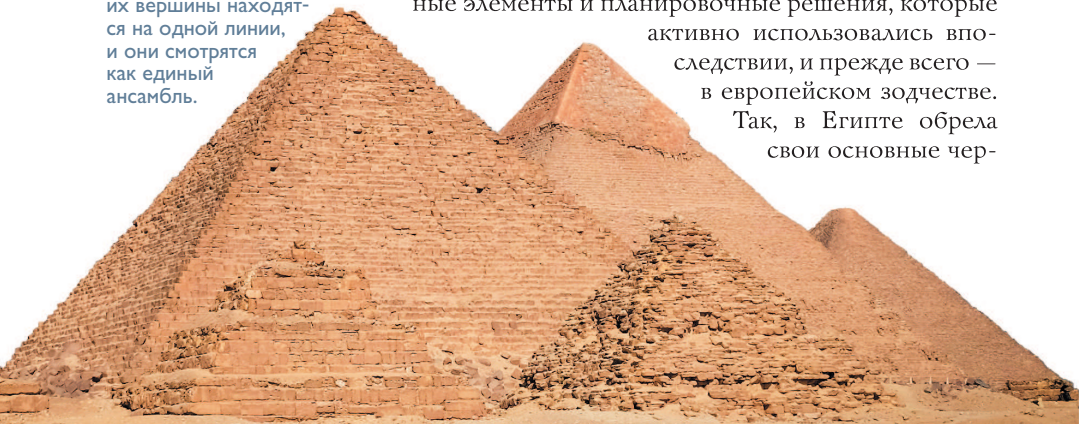 их вершины находят-
ся на одной линии,
и они смотрятся
как единый
ансамбль.
ные элементы и планировочные решения, которые
активно использовались впо-
следствии, и прежде всего —
в европейском зодчестве.
Так, в Египте обрела
свои основные чер-